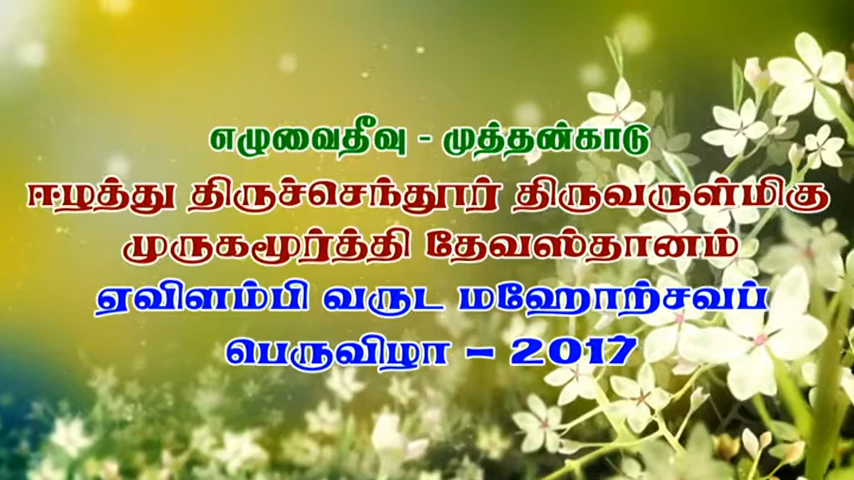 எழுவைதீவு - முத்தன்காடு
ஈழத்து திருச்செந்தூர் திருவருள்மிகு
முருகமூர்த்தி தேவஸ்தானம்
ஏவிளம்பி வருட மஹோற்சவப்
பெருவிழா – 2017